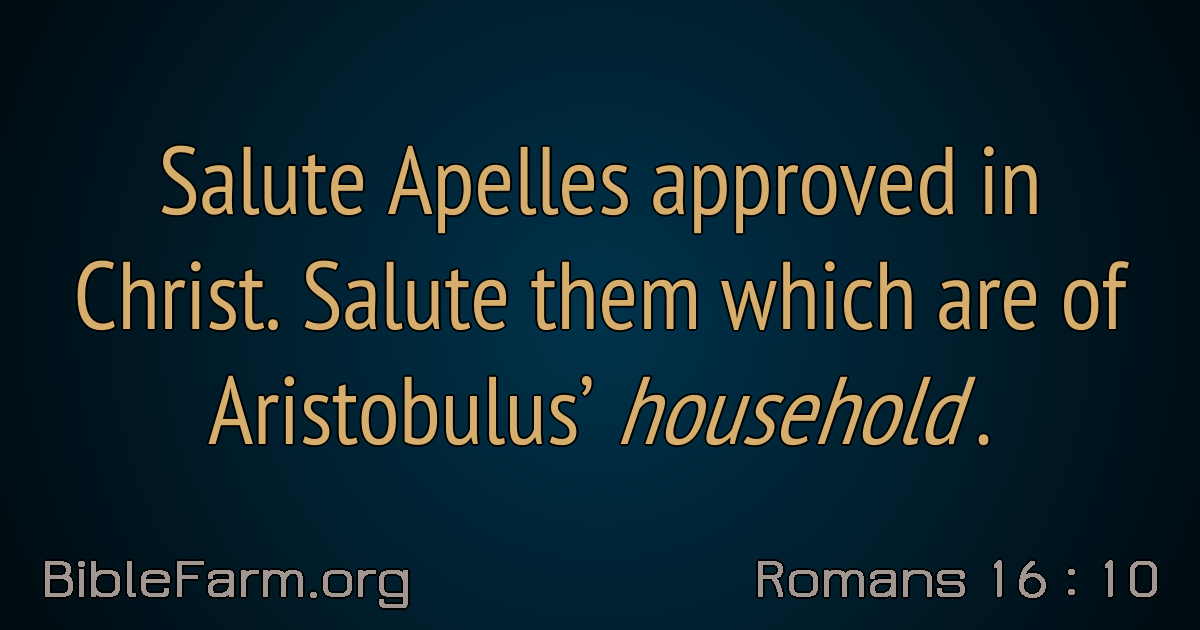 Salute Apelles approved in
Christ. Salute them which are of
Aristobulus’ household .
BibleFarm.org
Romans 16 : 10